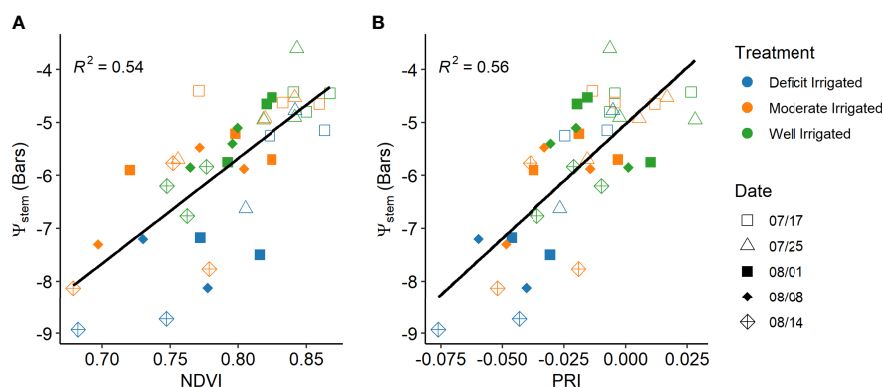 A
B
R² = 0.54
R² = 0.56
Ψstem (Bars)
-4
-5
-6
-7
-8
-9
0.70
0.75
0.80
0.85
NDVI
Ψstem (Bars)
-4
-5
-6
-7
-8
-9
-0.075
-0.050
-0.025
0.000
0.025
PRI
Treatment
Deficit Irrigated
Mocerate Irrigated
Well Irrigated
Date
07/17
07/25
08/01
08/08
08/14